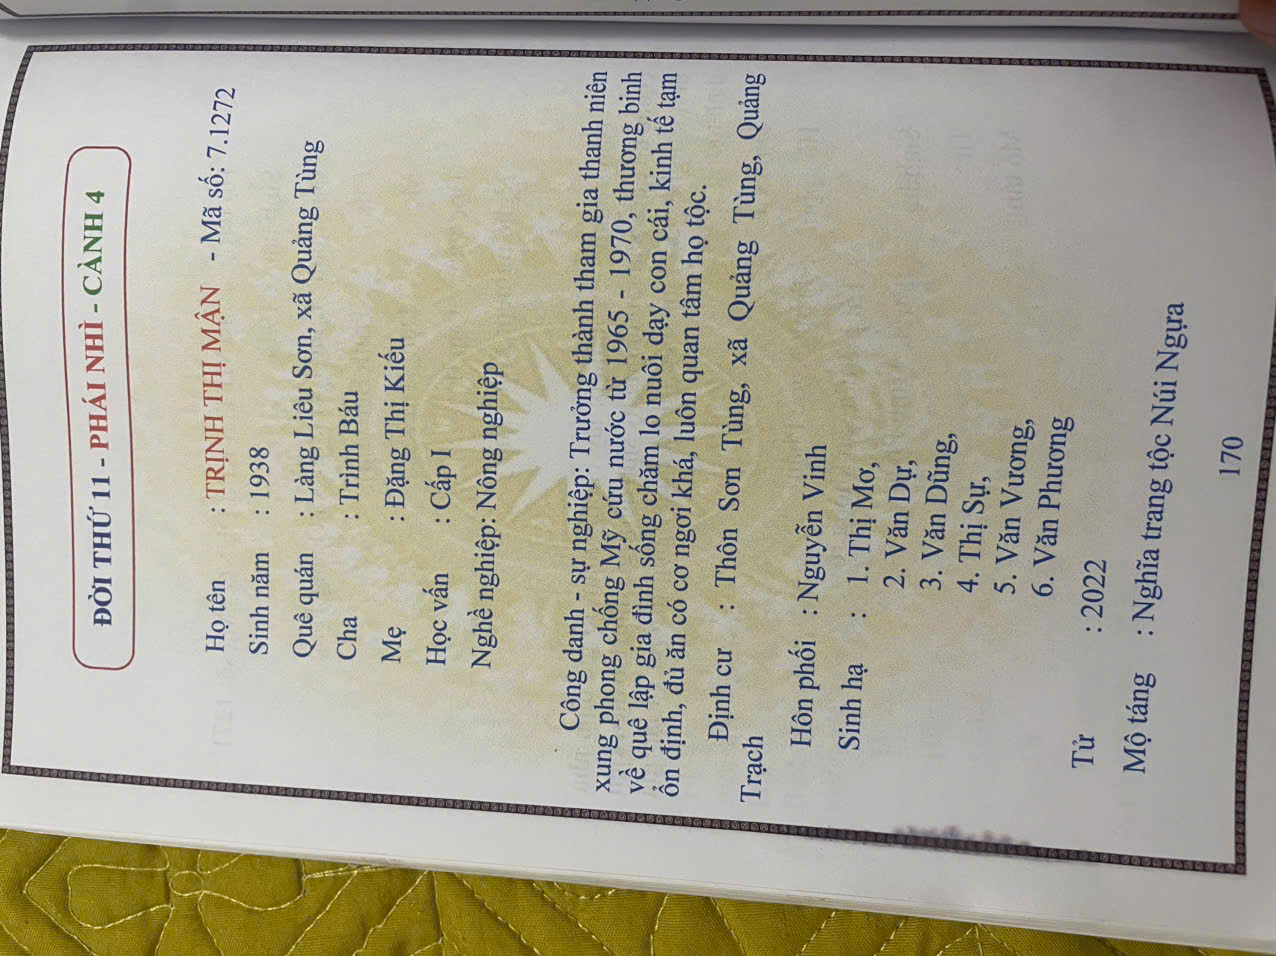 ĐỜI THỨ 11 - PHÁI NHÌ - CÀNH 4
Họ tên : TRỊNH THỊ MẬN - Mã số: 7.1272
Sinh năm : 1938
Quê quán : Làng Liêu Sơn, xã Quảng Tùng
Cha : Trình Báu
Mẹ : Đặng Thị Kiếu
Học vấn : Cấp I
Nghề nghiệp: Nông nghiệp
Công danh - sự nghiệp: Trưởng thành tham gia thanh niên
xung phong chống Mỹ cứu nước từ 1965 - 1970, thương binh
về quê lập gia đình sống chăm lo nuôi dạy con cái, kinh tế tạm
ổn định, đủ ăn có cơ ngơi khá, luôn quan tâm họ tộc.
Định cư : Thôn Sơn Tùng, xã Quảng Tùng, Quảng
Trạch
Hôn phối : Nguyễn Vinh
Sinh hạ : 1. Thị Mơ,
2. Văn Dự,
3. Văn Dũng,
4. Thị Sự,
5. Văn Vương,
6. Văn Phương
Tử : 2022
Mộ táng : Nghĩa trang tộc Núi Ngựa
170